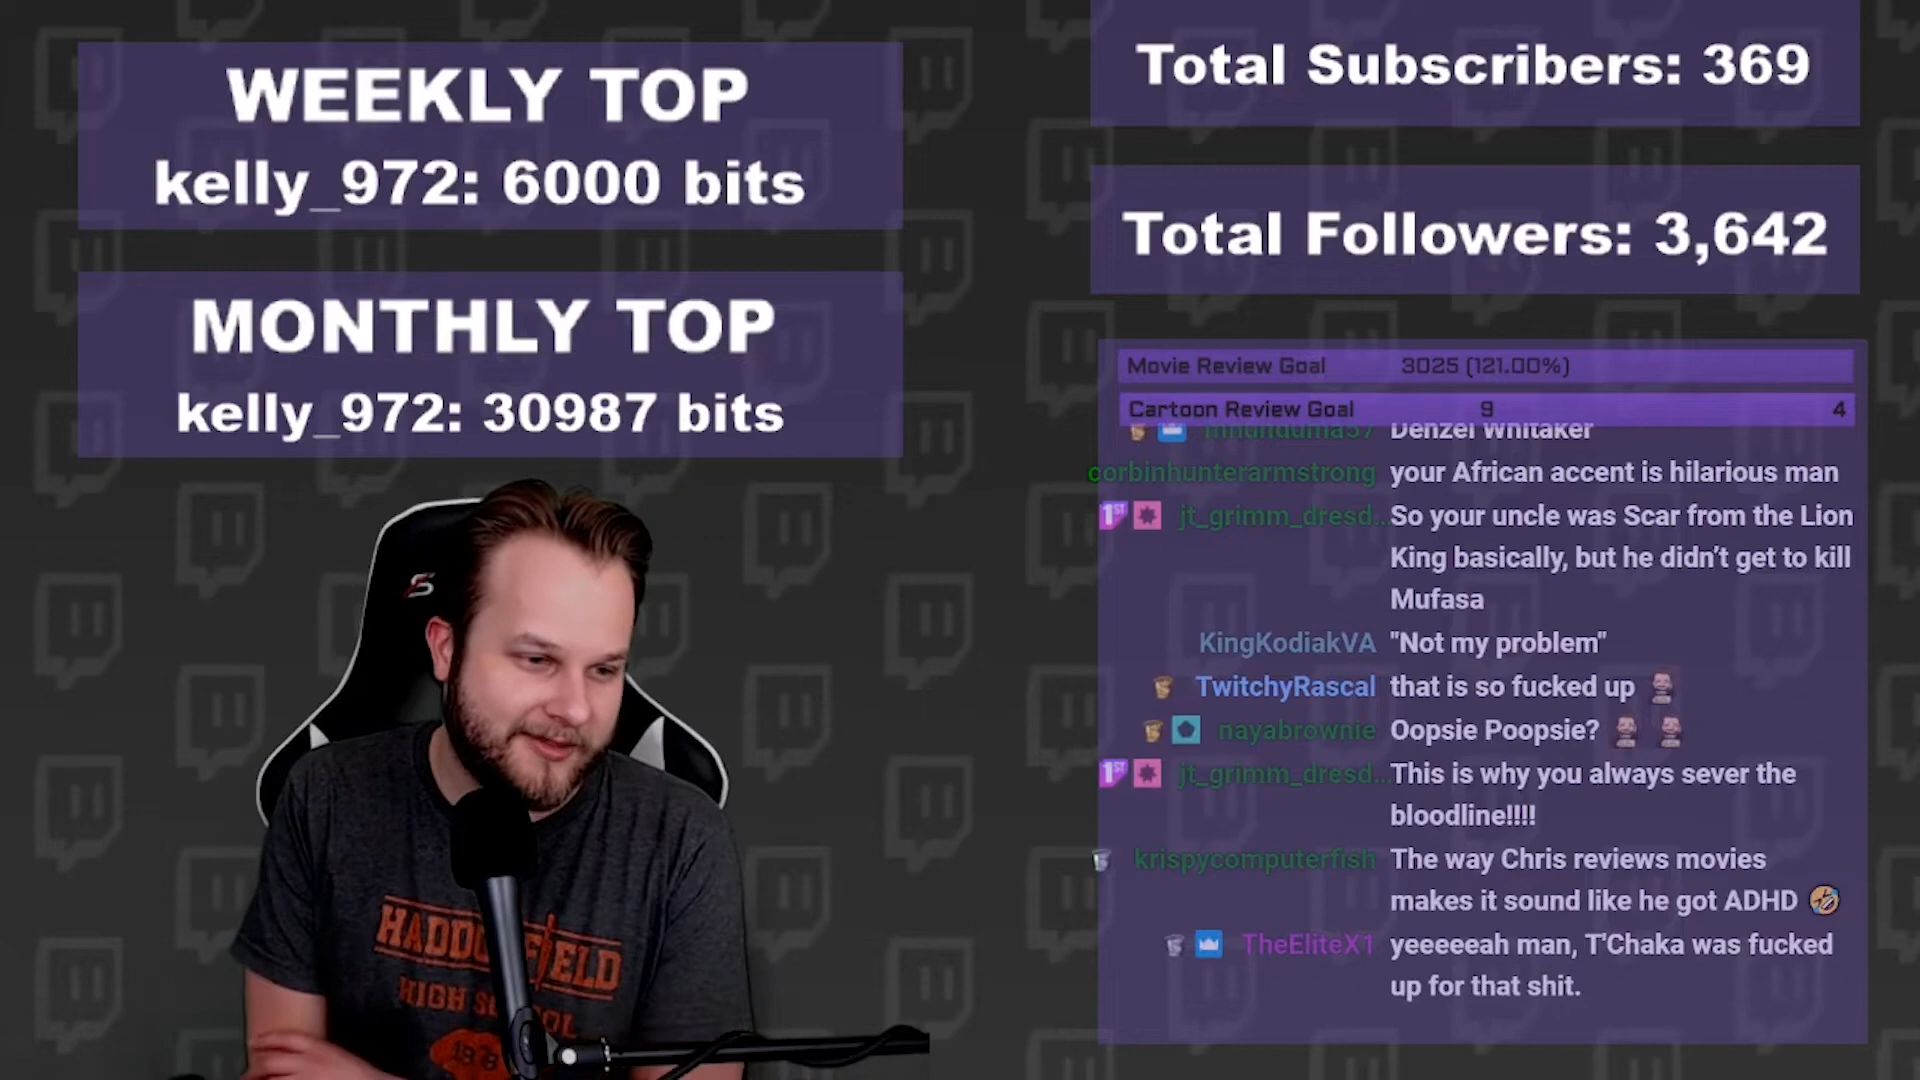 WEEKLY TOP
kelly_972: 6000 bits
MONTHLY TOP
kelly_972: 30987 bits
Total Subscribers: 369
Total Followers: 3,642
Movie Review Goal 3025 (121.00%)
Cartoon Review Goal 9 4
Denzel Whitaker
corbinhunterarmstrong your African accent is hilarious man
jt_grimm_dresd... So your uncle was Scar from the Lion
King basically, but he didn’t get to kill
Mufasa
KingKodiakVA "Not my problem"
TwitchyRascal that is so fucked up
nayabrownie Oopsie Poopsie?
jt_grimm_dresd... This is why you always sever the
bloodline!!!!
krispycomputerfish The way Chris reviews movies
makes it sound like he got ADHD
TheEliteX1 yeeeeeah man, T'Chaka was fucked
up for that shit.
HADDONFIELD
HIGH SCHOOL
1978